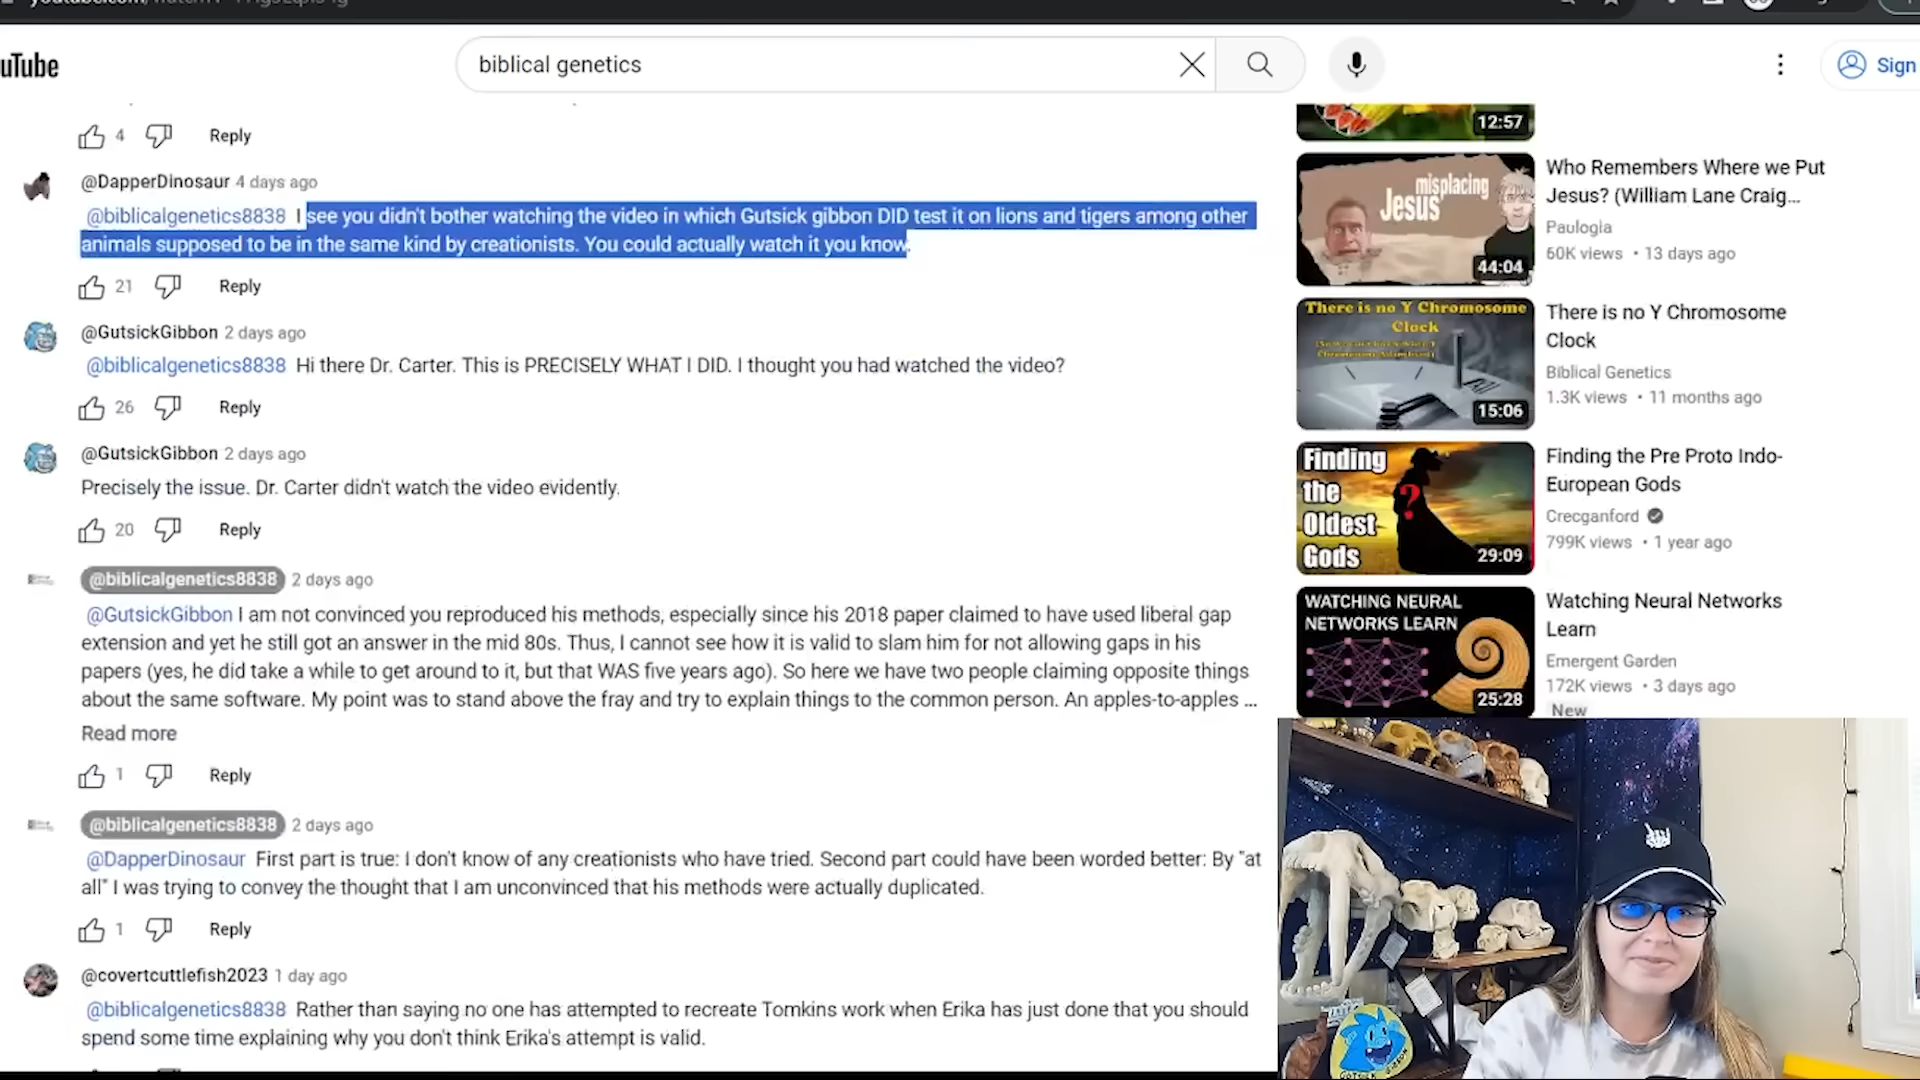 uTube
biblical genetics
Sign
4
Reply
@DapperDinosaur 4 days ago
@biblicalgenetics8838 I see you didn't bother watching the video in which Gutsick gibbon DID test it on lions and tigers among other
animals supposed to be in the same kind by creationists. You could actually watch it you know.
21
Reply
@GutsickGibbon 2 days ago
@biblicalgenetics8838 Hi there Dr. Carter. This is PRECISELY WHAT I DID. I thought you had watched the video?
26
Reply
@GutsickGibbon 2 days ago
Precisely the issue. Dr. Carter didn't watch the video evidently.
20
Reply
@biblicalgenetics8838 2 days ago
@GutsickGibbon I am not convinced you reproduced his methods, especially since his 2018 paper claimed to have used liberal gap
extension and yet he still got an answer in the mid 80s. Thus, I cannot see how it is valid to slam him for not allowing gaps in his
papers (yes, he did take a while to get around to it, but that WAS five years ago). So here we have two people claiming opposite things
about the same software. My point was to stand above the fray and try to explain things to the common person. An apples-to-apples ...
Read more
1
Reply
@biblicalgenetics8838 2 days ago
@DapperDinosaur First part is true: I don't know of any creationists who have tried. Second part could have been worded better: By "at
all" I was trying to convey the thought that I am unconvinced that his methods were actually duplicated.
1
Reply
@covertcuttlefish2023 1 day ago
@biblicalgenetics8838 Rather than saying no one has attempted to recreate Tomkins work when Erika has just done that you should
spend some time explaining why you don't think Erika's attempt is valid.
12:57
misplacing
Jesus?
44:04
Who Remembers Where we Put
Jesus? (William Lane Craig...
Paulogia
60K views • 13 days ago
There is no Y Chromosome
Clock
15:06
There is no Y Chromosome
Clock
Biblical Genetics
1.3K views • 11 months ago
Finding
the
Oldest
Gods
?
29:09
Finding the Pre Proto Indo-
European Gods
Crecganford
799K views • 1 year ago
WATCHING NEURAL
NETWORKS LEARN
25:28
Watching Neural Networks
Learn
Emergent Garden
172K views • 3 days ago
New